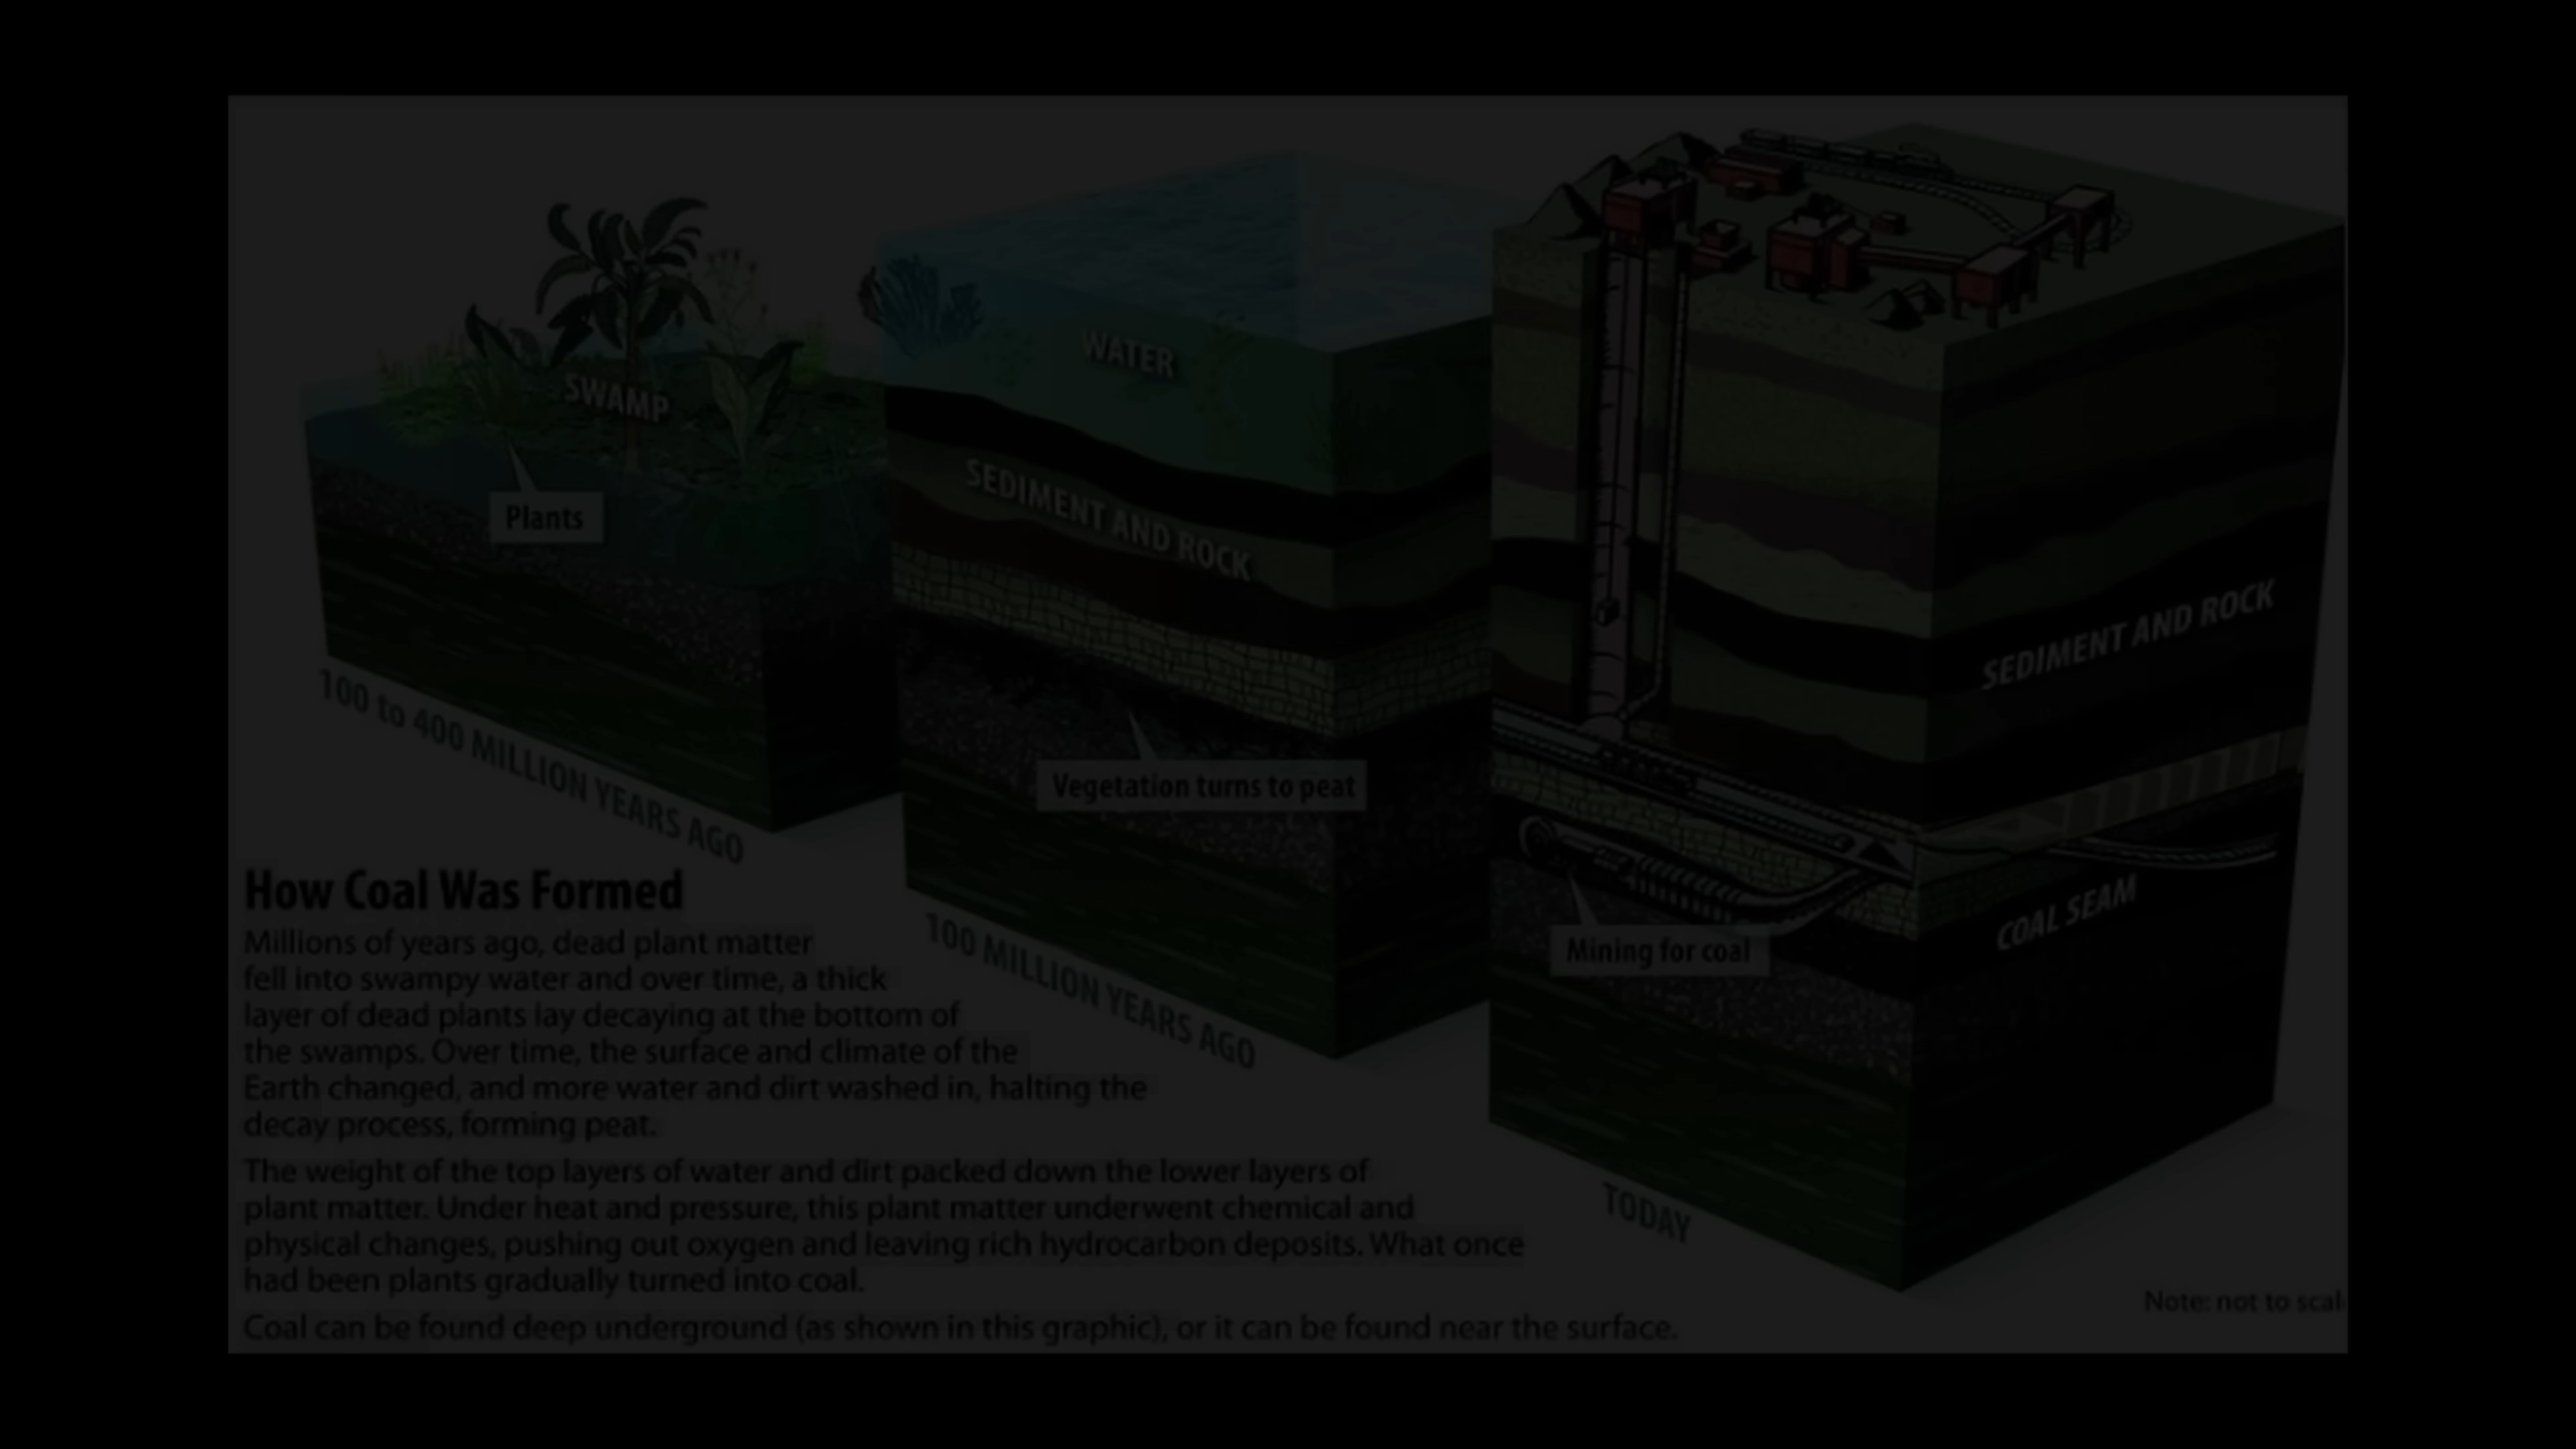 SWAMP
Plants
100 to 400 MILLION YEARS AGO
WATER
SEDIMENT AND ROCK
Vegetation turns to peat
100 MILLION YEARS AGO
SEDIMENT AND ROCK
COAL SEAM
Mining for coal
TODAY
How Coal Was Formed
Millions of years ago, dead plant matter
fell into swampy water and over time, a thick
layer of dead plants lay decaying at the bottom of
the swamps. Over time, the surface and climate of the
Earth changed, and more water and dirt washed in, halting the
decay process, forming peat.
The weight of the top layers of water and dirt packed down the lower layers of
plant matter. Under heat and pressure, this plant matter underwent chemical and
physical changes, pushing out oxygen and leaving rich hydrocarbon deposits. What once
had been plants gradually turned into coal.
Coal can be found deep underground (as shown in this graphic), or it can be found near the surface.
Note: not to scal